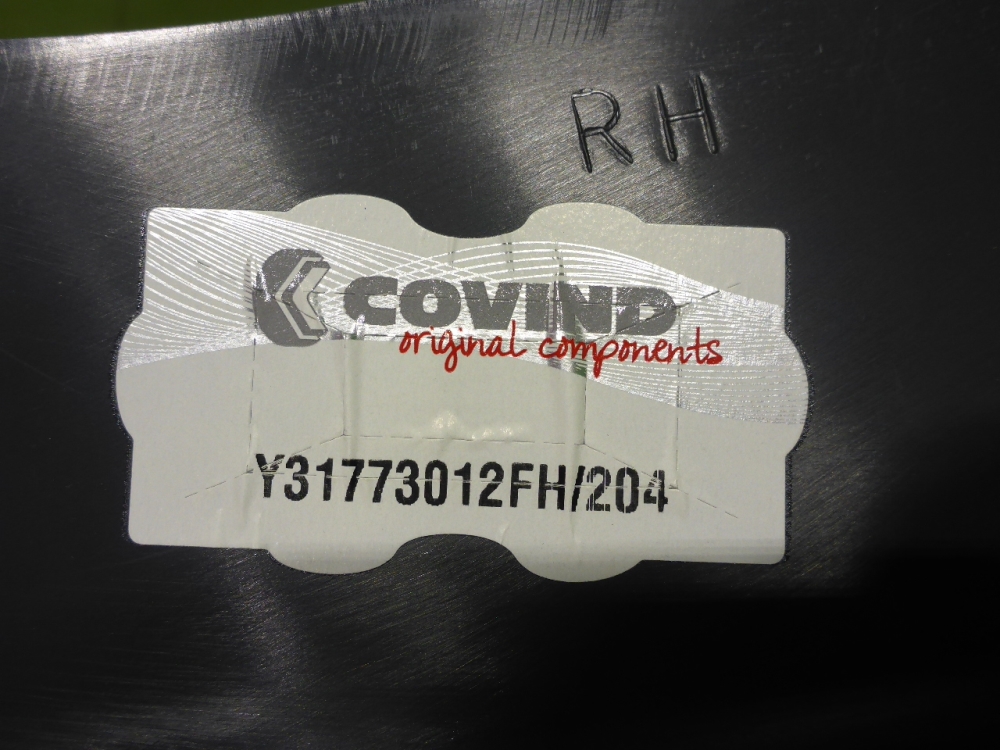 RH
COVIND
original components
Y31773012FH/204